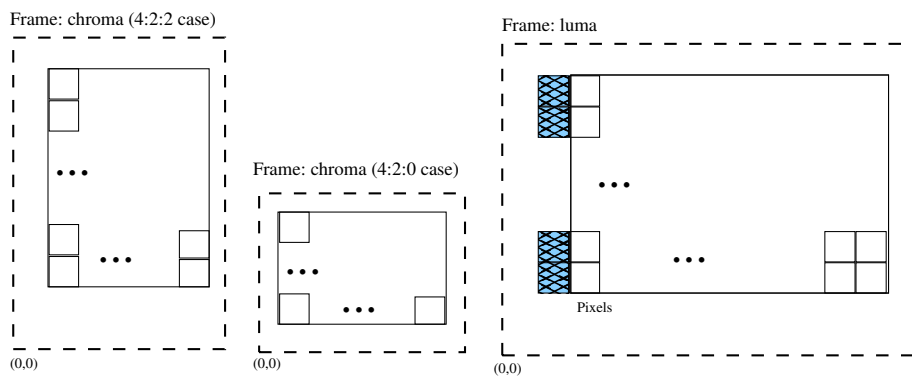 Frame: chroma (4:2:2 case)
Frame: luma
Frame: chroma (4:2:0 case)
Pixels
(0,0)
(0,0)
(0,0)